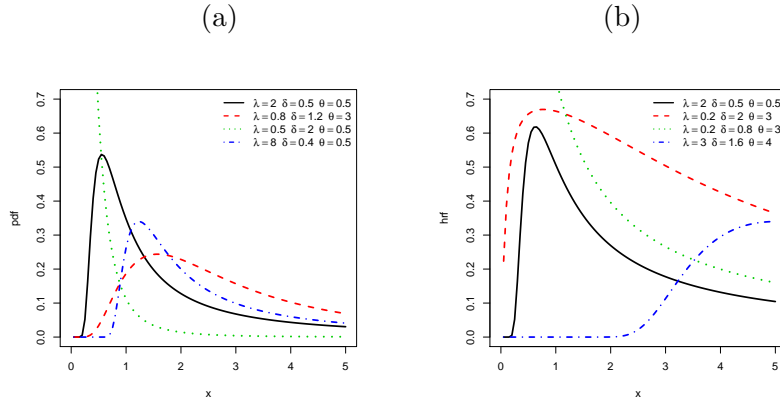 (a)
(b)
λ = 2 δ = 0.5 θ = 0.5
λ = 0.8 δ = 1.2 θ = 3
λ = 0.5 δ = 2 θ = 0.5
λ = 8 δ = 0.4 θ = 0.5
pdf
0.0 0.1 0.2 0.3 0.4 0.5 0.6 0.7
0 1 2 3 4 5
x
λ = 2 δ = 0.5 θ = 0.5
λ = 0.2 δ = 2 θ = 3
λ = 0.2 δ = 0.8 θ = 3
λ = 3 δ = 1.6 θ = 4
hrf
0.0 0.1 0.2 0.3 0.4 0.5 0.6 0.7
0 1 2 3 4 5
x